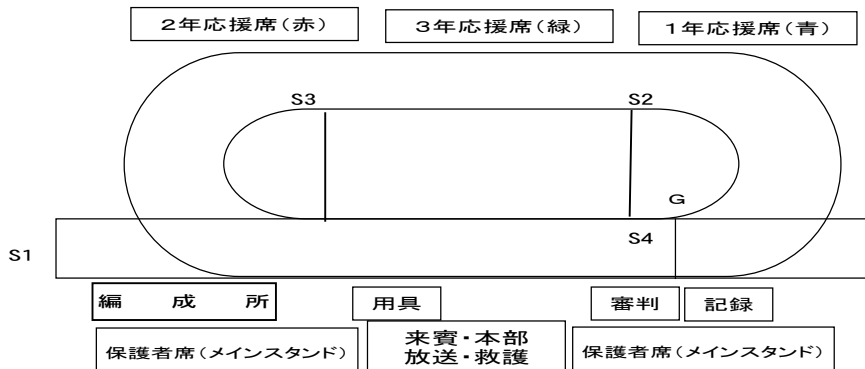 2年応援席(赤)
3年応援席(緑)
1年応援席(青)
S3
S2
G
S4
S1
編 成 所
用具
審判
記録
保護者席(メインスタンド)
来賓・本部
放送・救護
保護者席(メインスタンド)